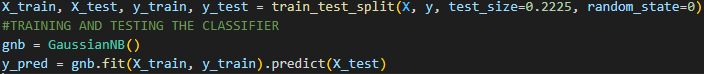 X_train, X_test, y_train, y_test = train_test_split(X, y, test_size=0.2225, random_state=0)
#TRAINING AND TESTING THE CLASSIFIER
gnb = GaussianNB()
y_pred = gnb.fit(X_train, y_train).predict(X_test)